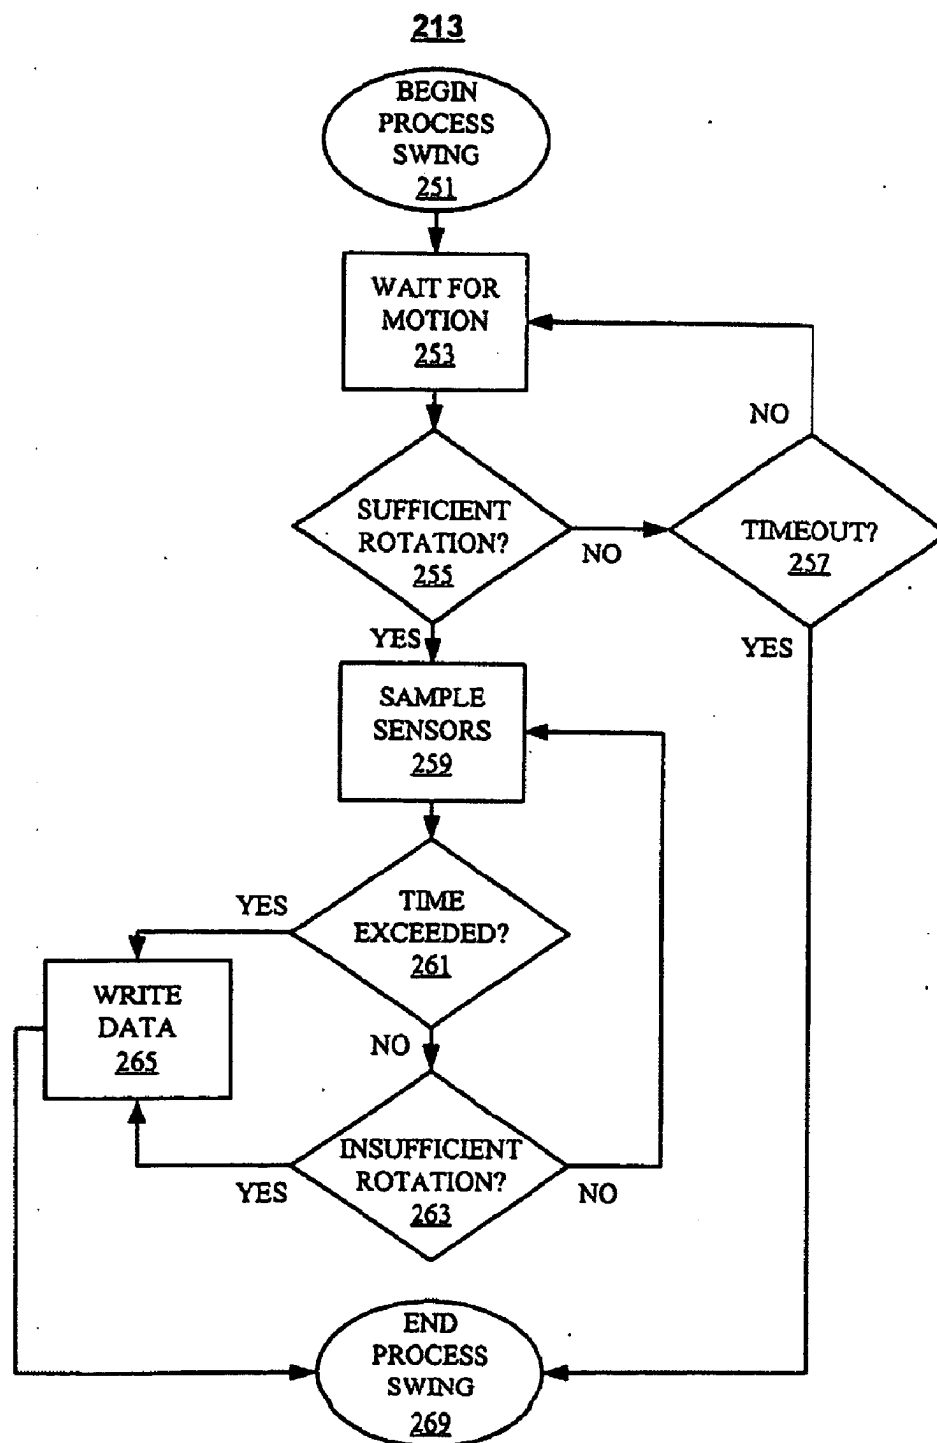 213
BEGIN
PROCESS
SWING
251
WAIT FOR
MOTION
253
NO
SUFFICIENT
ROTATION?
255
NO
TIMEOUT?
257
YES
YES
SAMPLE
SENSORS
259
YES
TIME
EXCEEDED?
261
WRITE
DATA
265
NO
INSUFFICIENT
ROTATION?
263
YES
NO
END
PROCESS
SWING
269